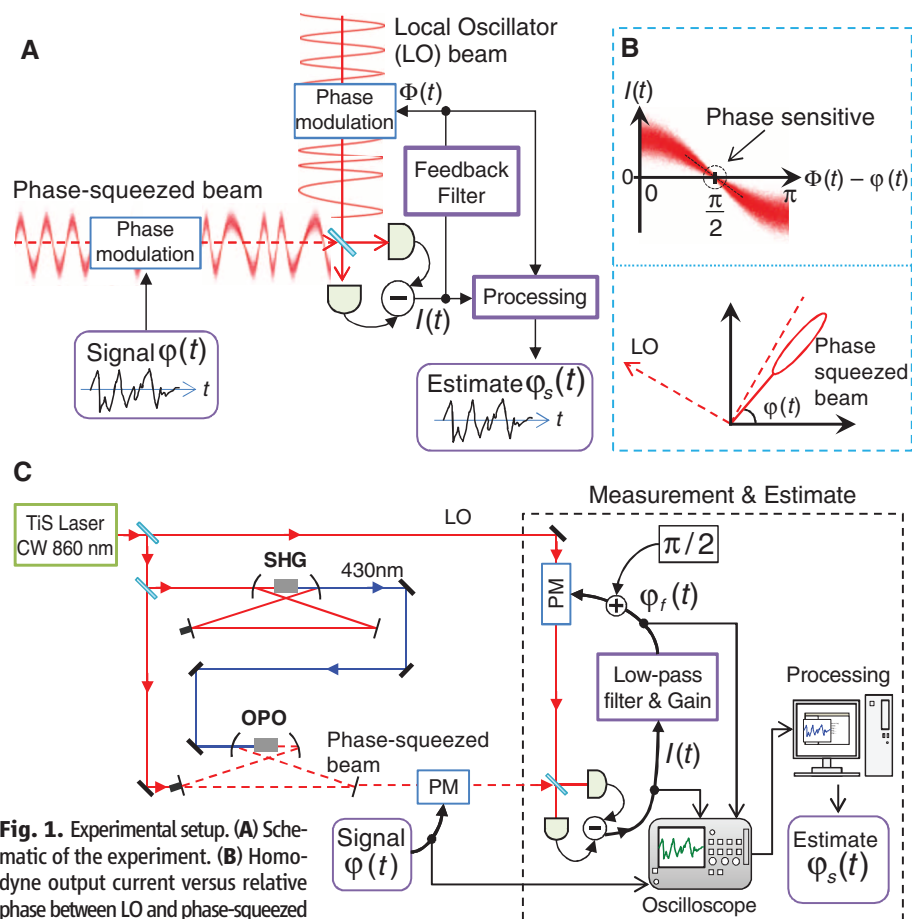 A
Local Oscillator
(LO) beam
Phase
modulation
Φ(t)
Feedback
Filter
Phase-squeezed beam
Phase
modulation
−
I(t)
Processing
Signal φ(t)
t
Estimate φs(t)
t
B
I(t)
Phase sensitive
0
0
π/2
π
Φ(t) − φ(t)
LO
Phase
squeezed
beam
φ(t)
C
Measurement & Estimate
TiS Laser
CW 860 nm
LO
SHG
430nm
π/2
PM
+
φf(t)
Low-pass
filter & Gain
Processing
OPO
Phase-squeezed
beam
PM
I(t)
−
Signal
φ(t)
Oscilloscope
Estimate
φs(t)
Fig. 1. Experimental setup. (A) Sche-
matic of the experiment. (B) Homo-
dyne output current versus relative
phase between LO and phase-squeezed